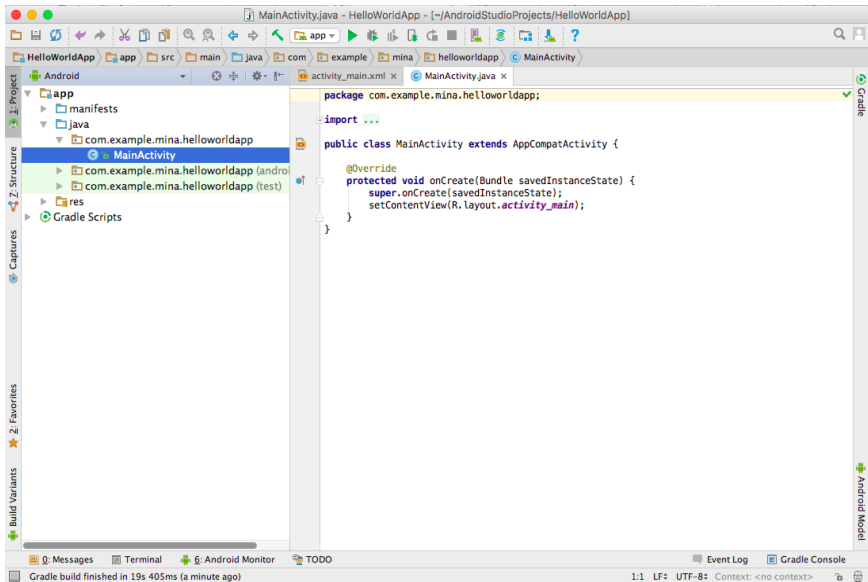 MainActivity.java - HelloWorldApp - [~/AndroidStudioProjects/HelloWorldApp]
app
HelloWorldApp app src main java com example mina helloworldapp MainActivity
Android
activity_main.xml
MainActivity.java
1: Project
Z: Structure
Captures
2: Favorites
Build Variants
app
manifests
java
com.example.mina.helloworldapp
MainActivity
com.example.mina.helloworldapp (androi
com.example.mina.helloworldapp (test)
res
Gradle Scripts
package com.example.mina.helloworldapp;
import ...
public class MainActivity extends AppCompatActivity {
@Override
protected void onCreate(Bundle savedInstanceState) {
super.onCreate(savedInstanceState);
setContentView(R.layout.activity_main);
}
}
Gradle
Android Model
0: Messages Terminal 6: Android Monitor TODO Event Log Gradle Console
Gradle build finished in 19s 405ms (a minute ago) 1:1 LF UTF-8 Context: <no context>